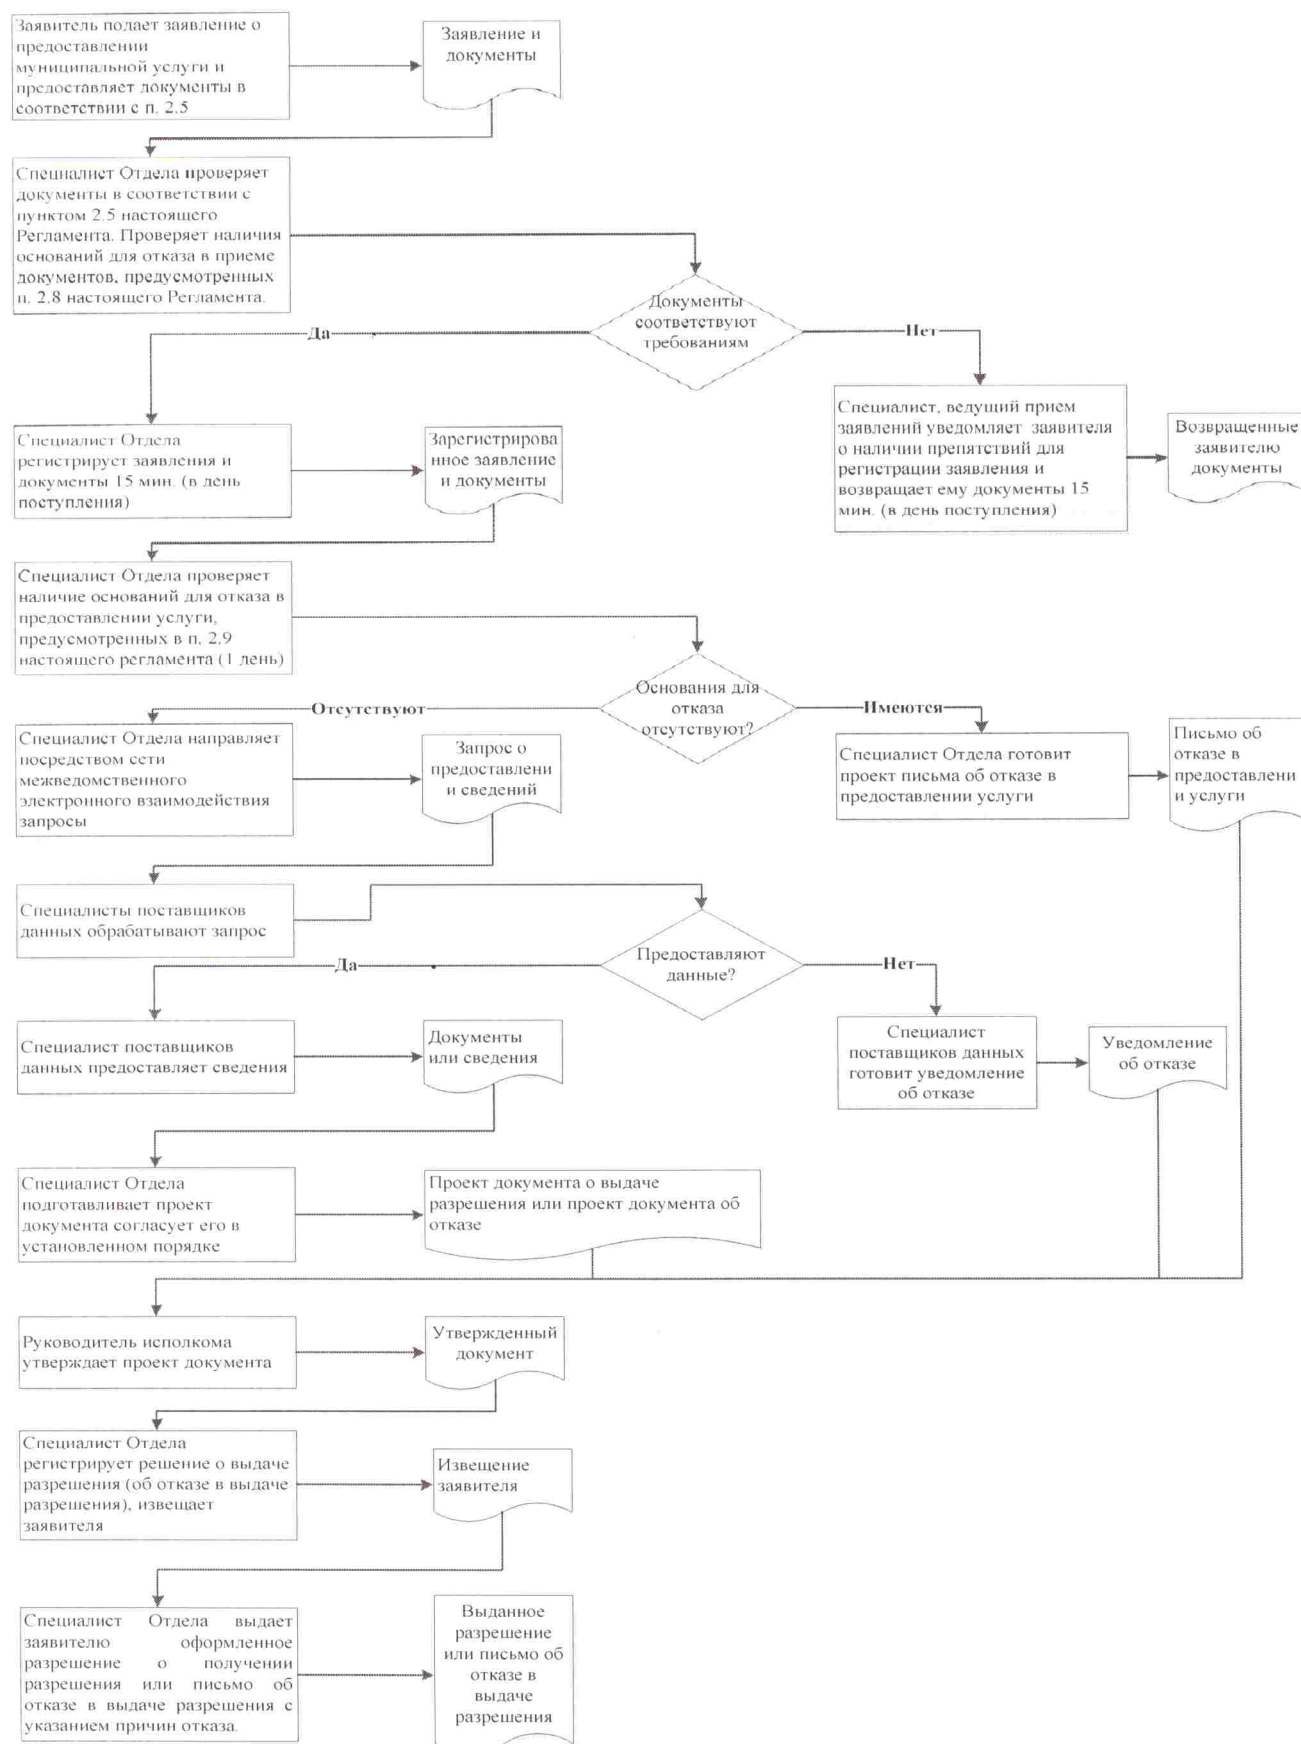 Заявитель подает заявление о
предоставлении
муниципальной услуги и
предоставляет документы в
соответствии с п. 2.5
Заявление и
документы
Специалист Отдела проверяет
документы в соответствии с
пунктом 2.5 настоящего
Регламента. Проверяет наличия
оснований для отказа в приеме
документов, предусмотренных
п. 2.8 настоящего Регламента.
Документы
соответствуют
требованиям
Да
Нет
Специалист Отдела
регистрирует заявления и
документы 15 мин. (в день
поступления)
Зарегистрирова
нное заявление
и документы
Специалист, ведущий прием
заявлений уведомляет заявителя
о наличии препятствий для
регистрации заявления и
возвращает ему документы 15
мин. (в день поступления)
Возвращенные
заявителю
документы
Специалист Отдела проверяет
наличие оснований для отказа в
предоставлении услуги,
предусмотренных в п. 2.9
настоящего регламента (1 день)
Основания для
отказа
отсутствуют?
Отсутствуют
Имеются
Специалист Отдела направляет
посредством сети
межведомственного
электронного взаимодействия
запросы
Запрос о
предоставлени
и сведений
Специалист Отдела готовит
проект письма об отказе в
предоставлении услуги
Письмо об
отказе в
предоставлени
и услуги
Специалисты поставщиков
данных обрабатывают запрос
Предоставляют
данные?
Да
Нет
Специалист поставщиков
данных предоставляет сведения
Документы
или сведения
Специалист
поставщиков данных
готовит уведомление
об отказе
Уведомление
об отказе
Специалист Отдела
подготавливает проект
документа согласует его в
установленном порядке
Проект документа о выдаче
разрешения или проект документа об
отказе
Руководитель исполкома
утверждает проект документа
Утвержденный
документ
Специалист Отдела
регистрирует решение о выдаче
разрешения (об отказе в выдаче
разрешения), извещает
заявителя
Извещение
заявителя
Специалист Отдела выдает
заявителю оформленное
разрешение о получении
разрешения или письмо об
отказе в выдаче разрешения с
указанием причин отказа.
Выданное
разрешение
или письмо об
отказе в
выдаче
разрешения